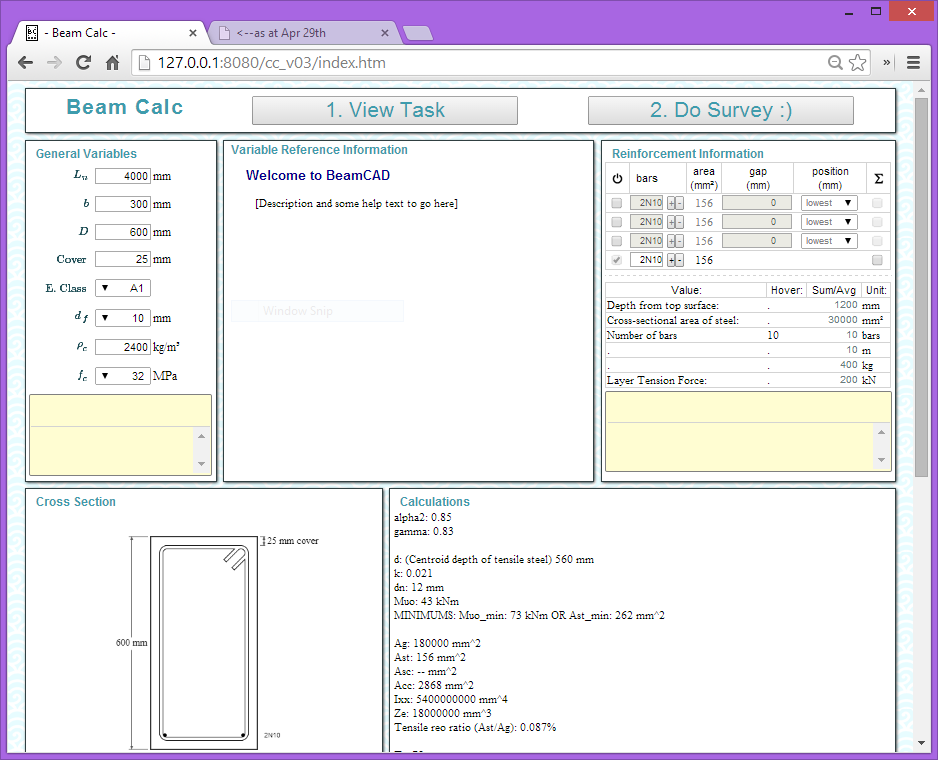 - Beam Calc -
<--as at Apr 29th
127.0.0.1:8080/cc_v03/index.htm
Beam Calc
1. View Task
2. Do Survey :)
General Variables
Lₙ 4000 mm
b 300 mm
D 600 mm
Cover 25 mm
E. Class A1
d_f 10 mm
ρ_c 2400 kg/m³
f_c 32 MPa
Variable Reference Information
Welcome to BeamCAD
[Description and some help text to go here]
Window Snip
Reinforcement Information
bars area (mm²) gap (mm) position (mm) Σ
2N10 + - 156 0 lowest
2N10 + - 156 0 lowest
2N10 + - 156 0 lowest
2N10 + - 156
Value: Hover: Sum/Avg Unit:
Depth from top surface: . 1200 mm
Cross-sectional area of steel: . 30000 mm²
Number of bars 10 10 bars
. . 10 m
. . 400 kg
Layer Tension Force: . 200 kN
Cross Section
25 mm cover
600 mm
2N10
Calculations
alpha2: 0.85
gamma: 0.83
d: (Centroid depth of tensile steel) 560 mm
k: 0.021
dn: 12 mm
Muo: 43 kNm
MINIMUMS: Muo_min: 73 kNm OR Ast_min: 262 mm^2
Ag: 180000 mm^2
Ast: 156 mm^2
Asc: -- mm^2
Acc: 2868 mm^2
Ixx: 5400000000 mm^4
Ze: 18000000 mm^3
Tensile reo ratio (Ast/Ag): 0.087%